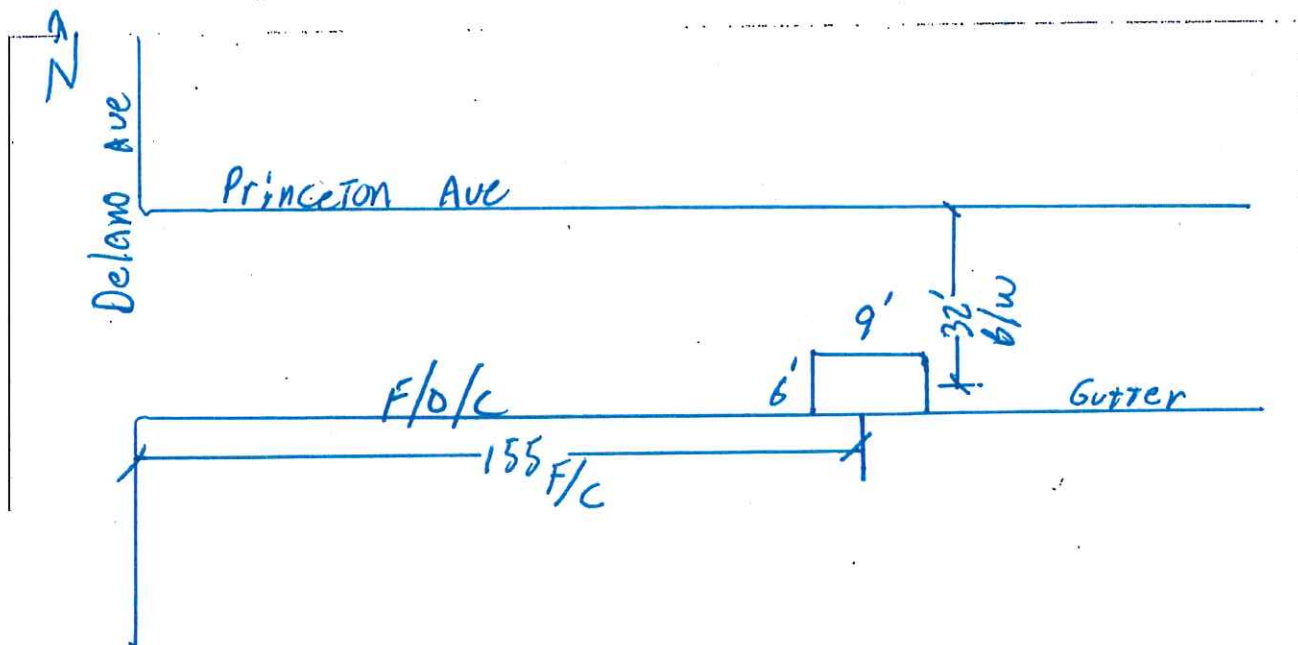 N
Delano Ave
Princeton Ave
32'
B/W
9'
6'
F/O/C
Gutter
155 F/C